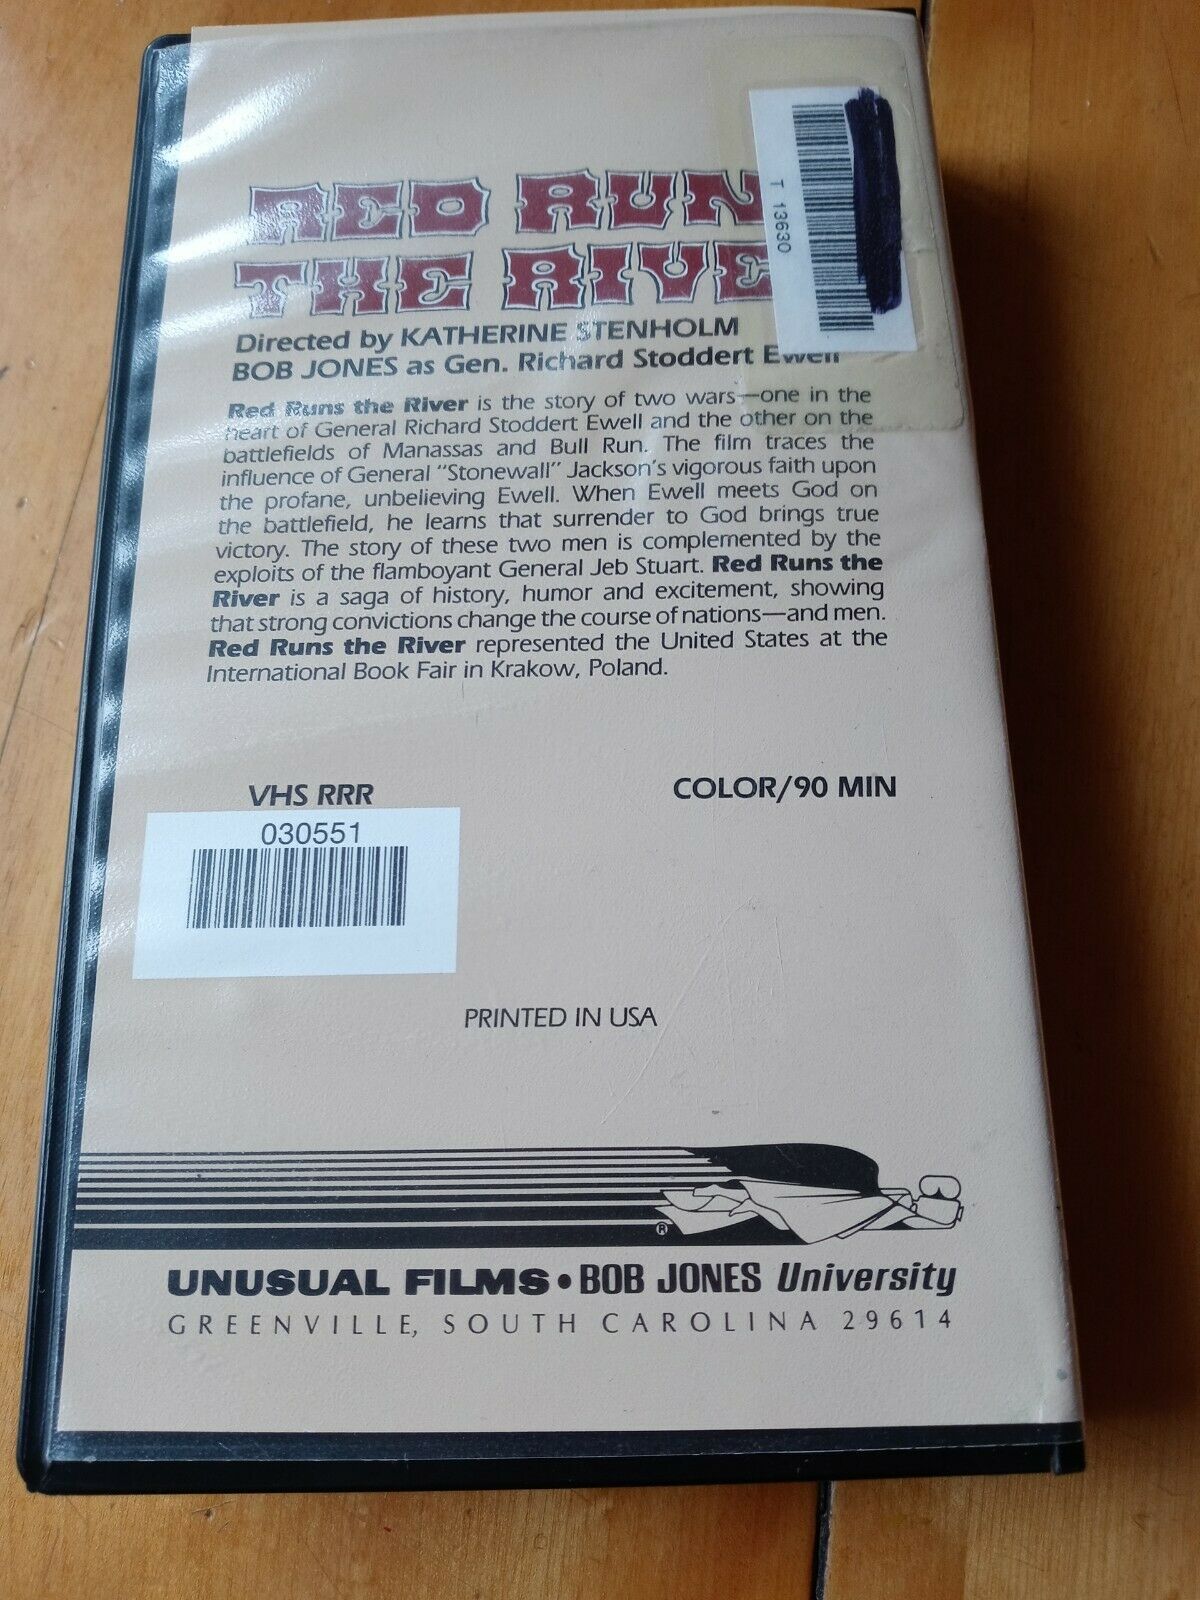 RED RUN
THE RIVE
T 13630
Directed by KATHERINE STENHOLM
BOB JONES as Gen. Richard Stoddert Ewell
Red Runs the River is the story of two wars—one in the
heart of General Richard Stoddert Ewell and the other on the
battlefields of Manassas and Bull Run. The film traces the
influence of General "Stonewall" Jackson's vigorous faith upon
the profane, unbelieving Ewell. When Ewell meets God on
the battlefield, he learns that surrender to God brings true
victory. The story of these two men is complemented by the
exploits of the flamboyant General Jeb Stuart. Red Runs the
River is a saga of history, humor and excitement, showing
that strong convictions change the course of nations—and men.
Red Runs the River represented the United States at the
International Book Fair in Krakow, Poland.
VHS RRR
COLOR/90 MIN
030551
PRINTED IN USA
®
UNUSUAL FILMS • BOB JONES University
GREENVILLE, SOUTH CAROLINA 29614